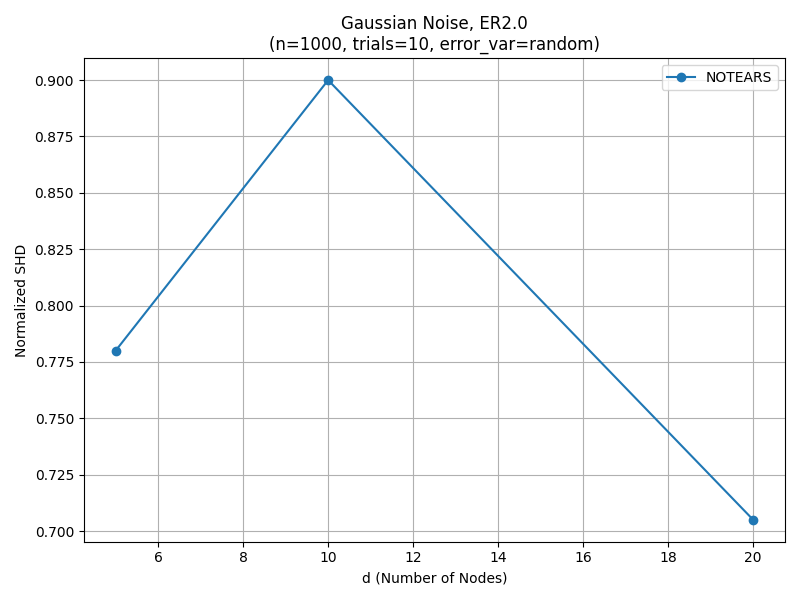 Gaussian Noise, ER2.0
(n=1000, trials=10, error_var=random)
NOTEARS
0.900
0.875
0.850
0.825
0.800
0.775
0.750
0.725
0.700
Normalized SHD
6 8 10 12 14 16 18 20
d (Number of Nodes)